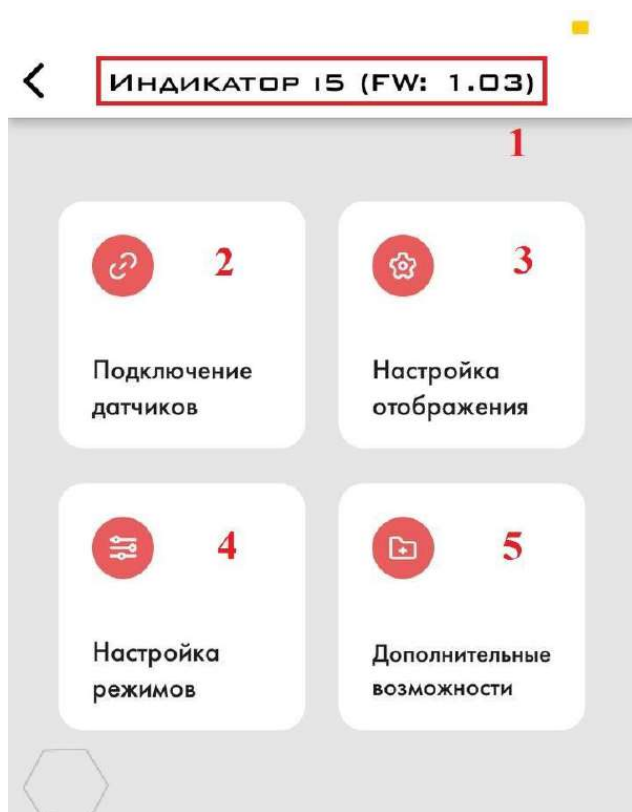 Индикатор i5 (FW: 1.03)
1
2
3
Подключение
датчиков
Настройка
отображения
4
5
Настройка
режимов
Дополнительные
возможности